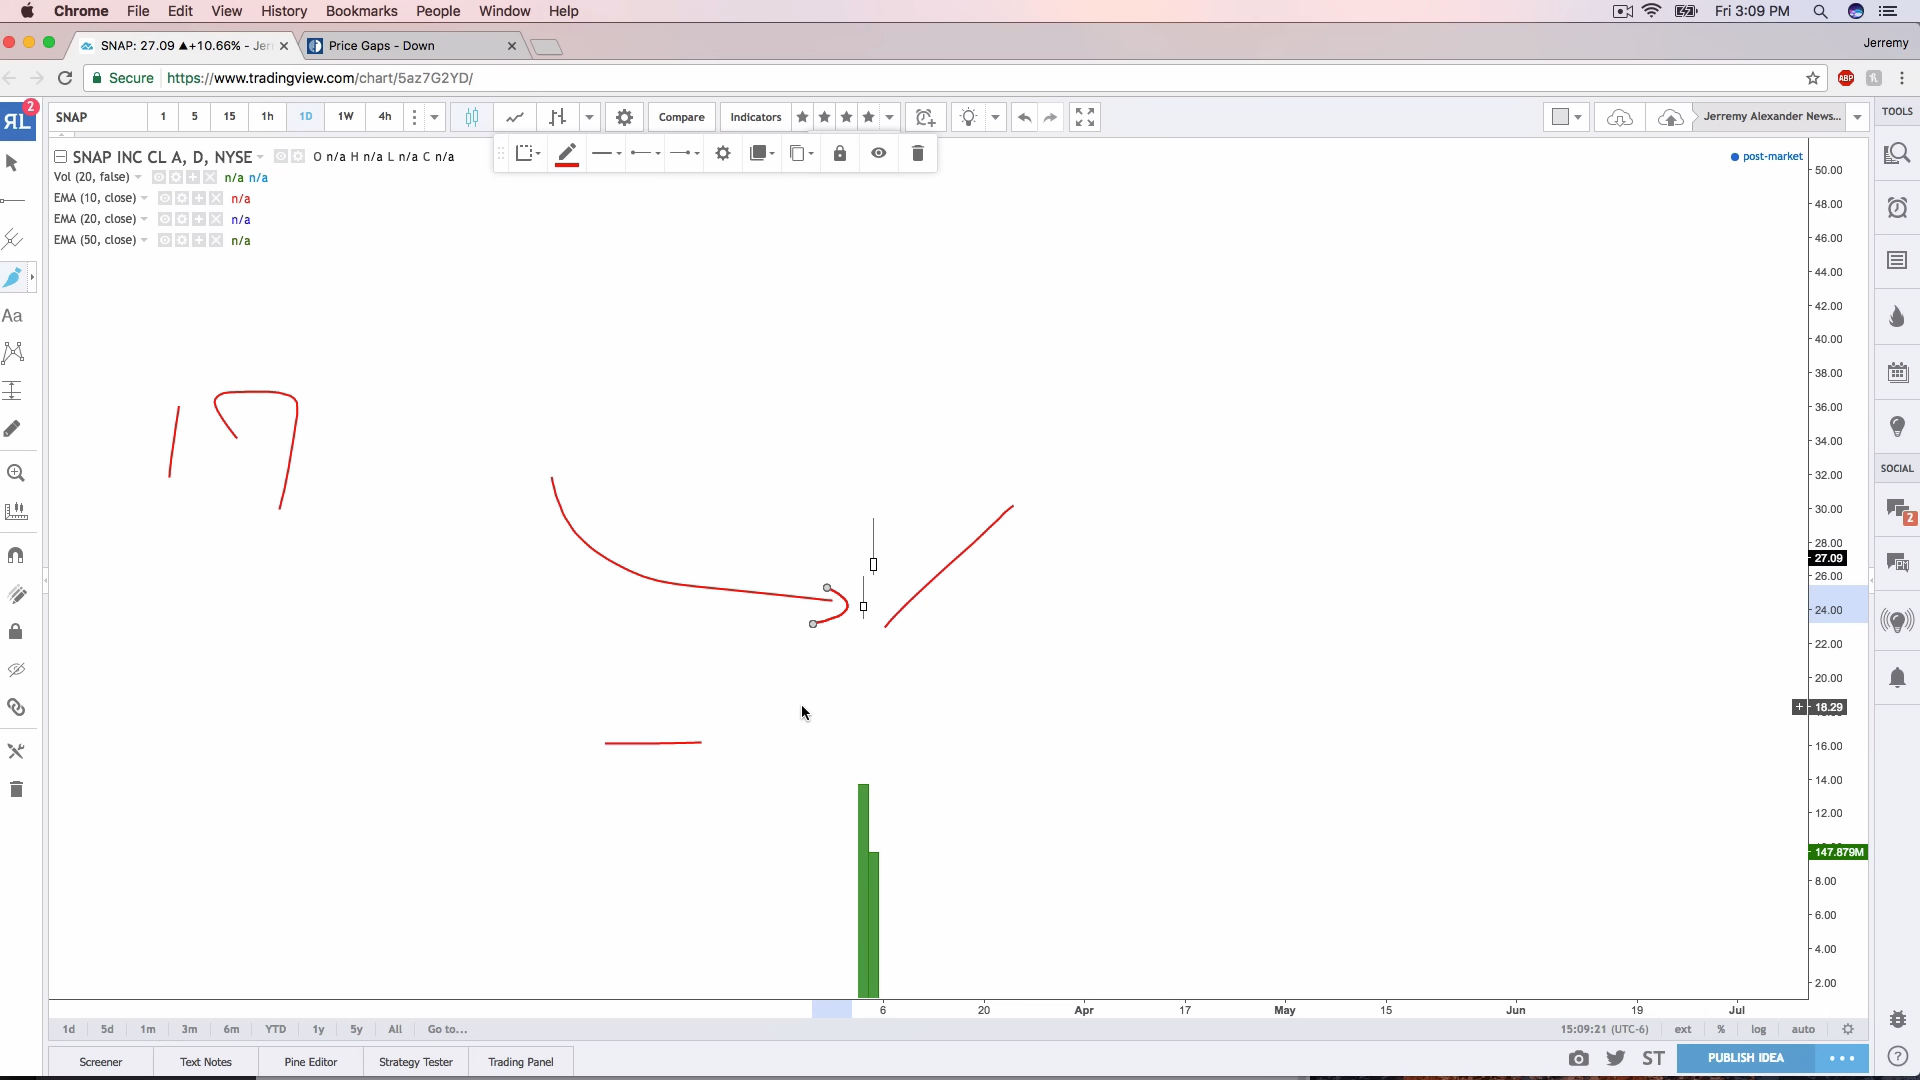 Chrome File Edit View History Bookmarks People Window Help Fri 3:09 PM
SNAP: 27.09 ▲+10.66% - Jer Price Gaps - Down Jerremy
Secure https://www.tradingview.com/chart/5az7G2YD/ ABP
2
SNAP 1 5 15 1h 1D 1W 4h Compare Indicators Jerremy Alexander News... TOOLS
SNAP INC CL A, D, NYSE O n/a H n/a L n/a C n/a post-market
Vol (20, false) n/a n/a
EMA (10, close) n/a
EMA (20, close) n/a
EMA (50, close) n/a
Aa
17
50.00
48.00
46.00
44.00
42.00
40.00
38.00
36.00
34.00
32.00
30.00
28.00
27.09
26.00
24.00
22.00
20.00
18.29
16.00
14.00
12.00
147.879M
8.00
6.00
4.00
2.00
SOCIAL
2
6 20 Apr 17 May 15 Jun 19 Jul
1d 5d 1m 3m 6m YTD 1y 5y All Go to... 15:09:21 (UTC-6) ext % log auto
Screener Text Notes Pine Editor Strategy Tester Trading Panel ST PUBLISH IDEA